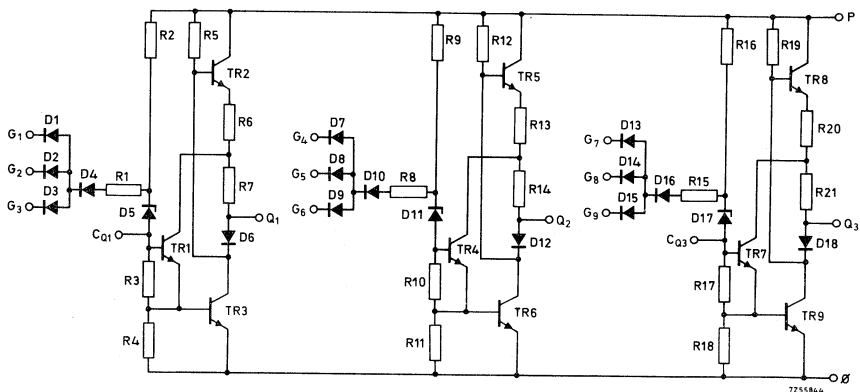 P
R2
R5
R9
R12
R16
R19
TR2
TR5
TR8
R6
R13
R20
G1
D1
G4
D7
G7
D13
G2
D2
G5
D8
G8
D14
D4
R1
D10
R8
D16
R15
R7
R14
R21
G3
D3
G6
D9
G9
D15
D5
D11
D17
Q1
Q2
Q3
CQ1
TR1
D6
TR4
D12
CQ3
TR7
D18
R3
R10
R17
TR3
TR6
TR9
R4
R11
R18
Ø
7Z55844